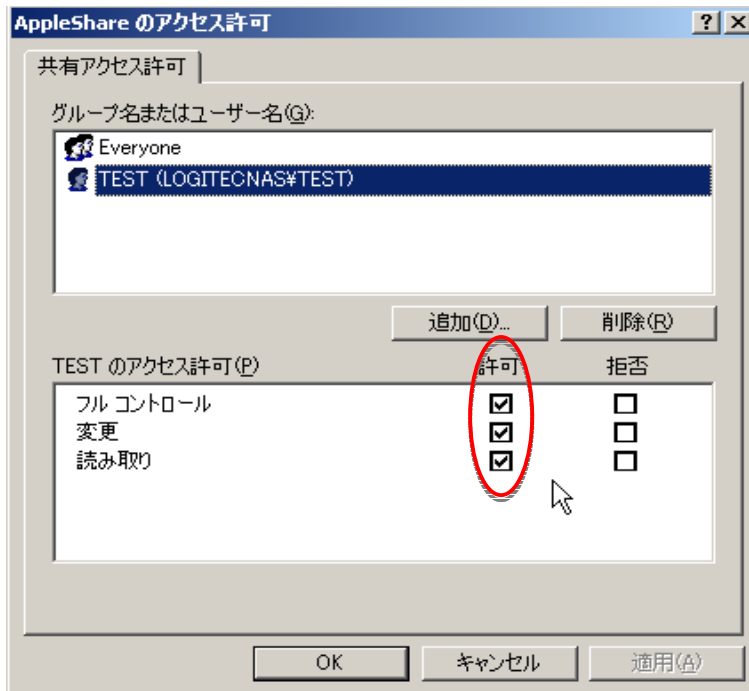 AppleShare のアクセス許可
共有アクセス許可
グループ名またはユーザー名(G):
Everyone
TEST (LOGITECNAS¥TEST)
追加(D)... 削除(R)
TEST のアクセス許可(P) 許可 拒否
フル コントロール
変更
読み取り
OK キャンセル 適用(A)